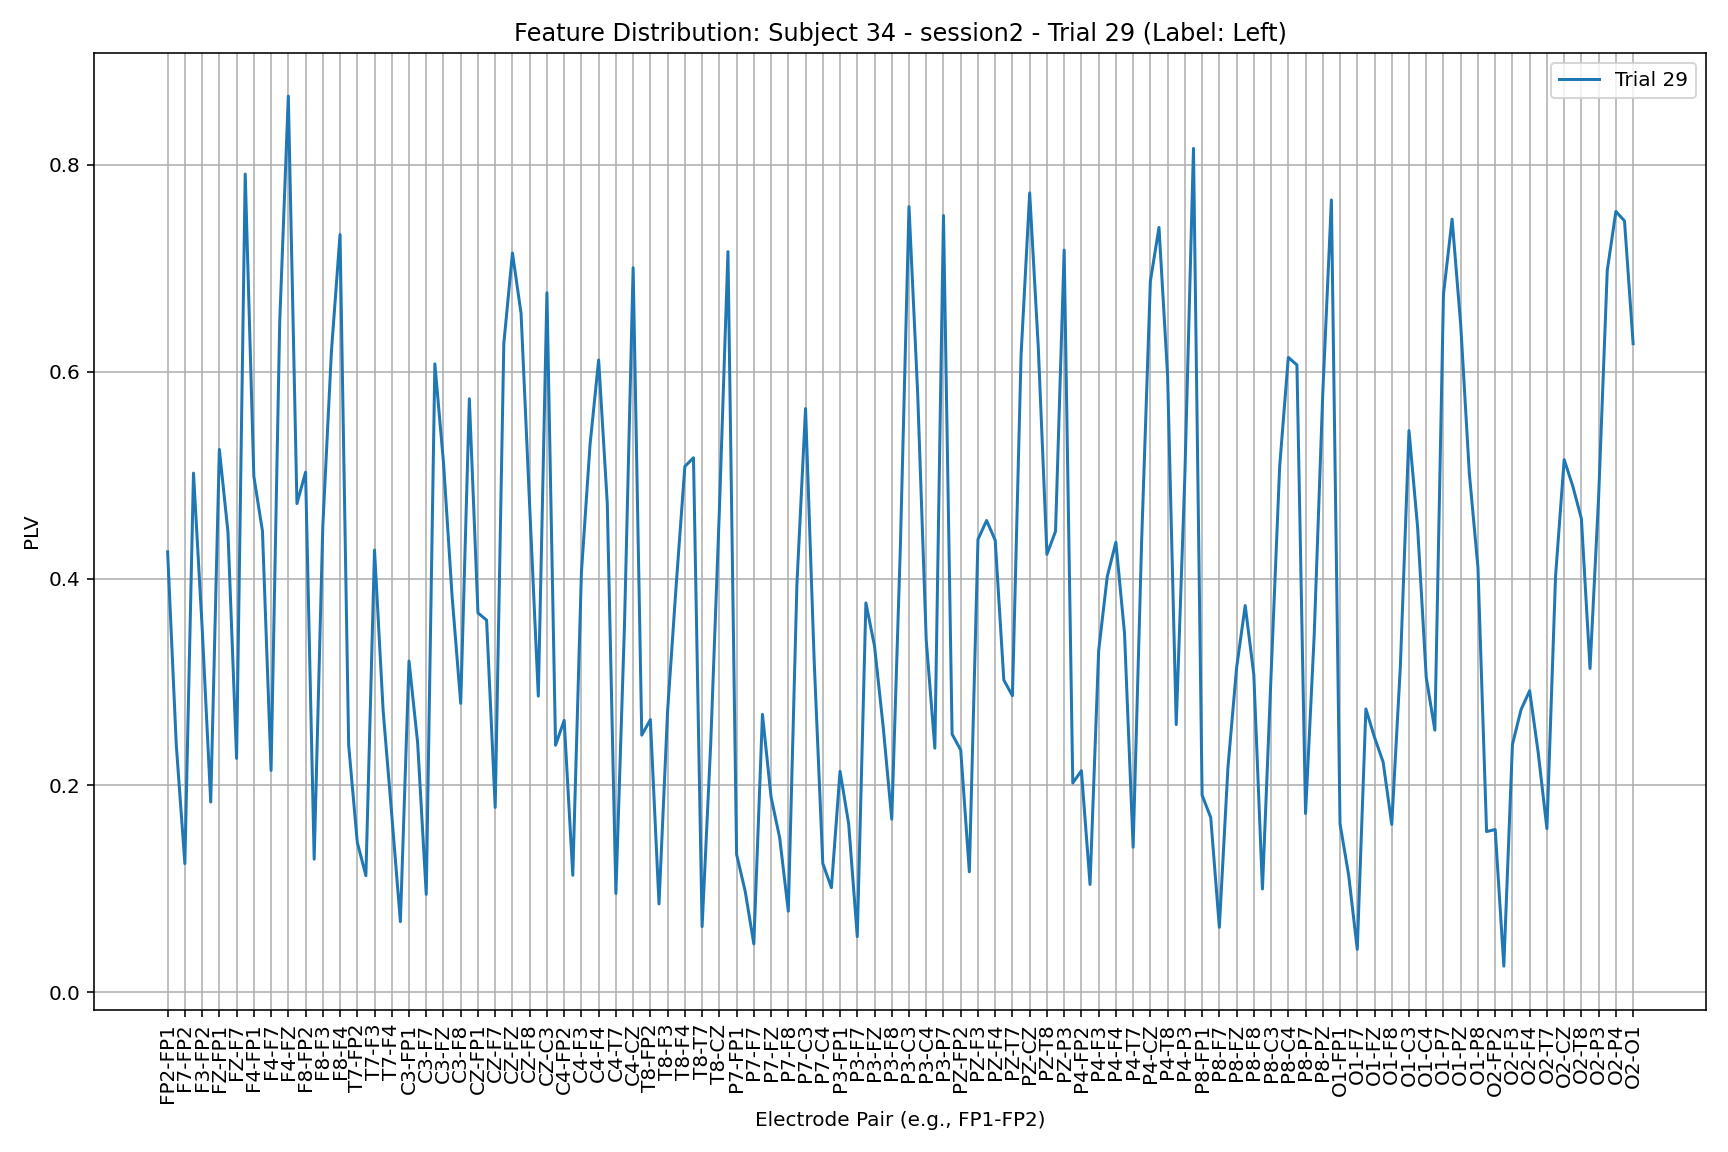 Feature Distribution: Subject 34 - session2 - Trial 29 (Label: Left)
Trial 29
PLV
0.8
0.6
0.4
0.2
0.0
FP2-FP1
F7-FP2
F3-FP2
FZ-FP1
FZ-F7
F4-FP1
F4-F7
F4-FZ
F8-FP2
F8-F3
F8-F4
T7-FP2
T7-F3
T7-F4
C3-FP1
C3-F7
C3-FZ
C3-F8
CZ-FP1
CZ-F7
CZ-FZ
CZ-F8
CZ-C3
C4-FP2
C4-F3
C4-F4
C4-T7
C4-CZ
T8-FP2
T8-F3
T8-F4
T8-T7
T8-CZ
P7-FP1
P7-F7
P7-FZ
P7-F8
P7-C3
P7-C4
P3-FP1
P3-F7
P3-FZ
P3-F8
P3-C3
P3-C4
P3-P7
PZ-FP2
PZ-F3
PZ-F4
PZ-T7
PZ-CZ
PZ-T8
PZ-P3
P4-FP2
P4-F3
P4-F4
P4-T7
P4-CZ
P4-T8
P4-P3
P8-FP1
P8-F7
P8-FZ
P8-F8
P8-C3
P8-C4
P8-P7
P8-PZ
O1-FP1
O1-F7
O1-FZ
O1-F8
O1-C3
O1-C4
O1-P7
O1-PZ
O1-P8
O2-FP2
O2-F3
O2-F4
O2-T7
O2-CZ
O2-T8
O2-P3
O2-P4
O2-O1
Electrode Pair (e.g., FP1-FP2)